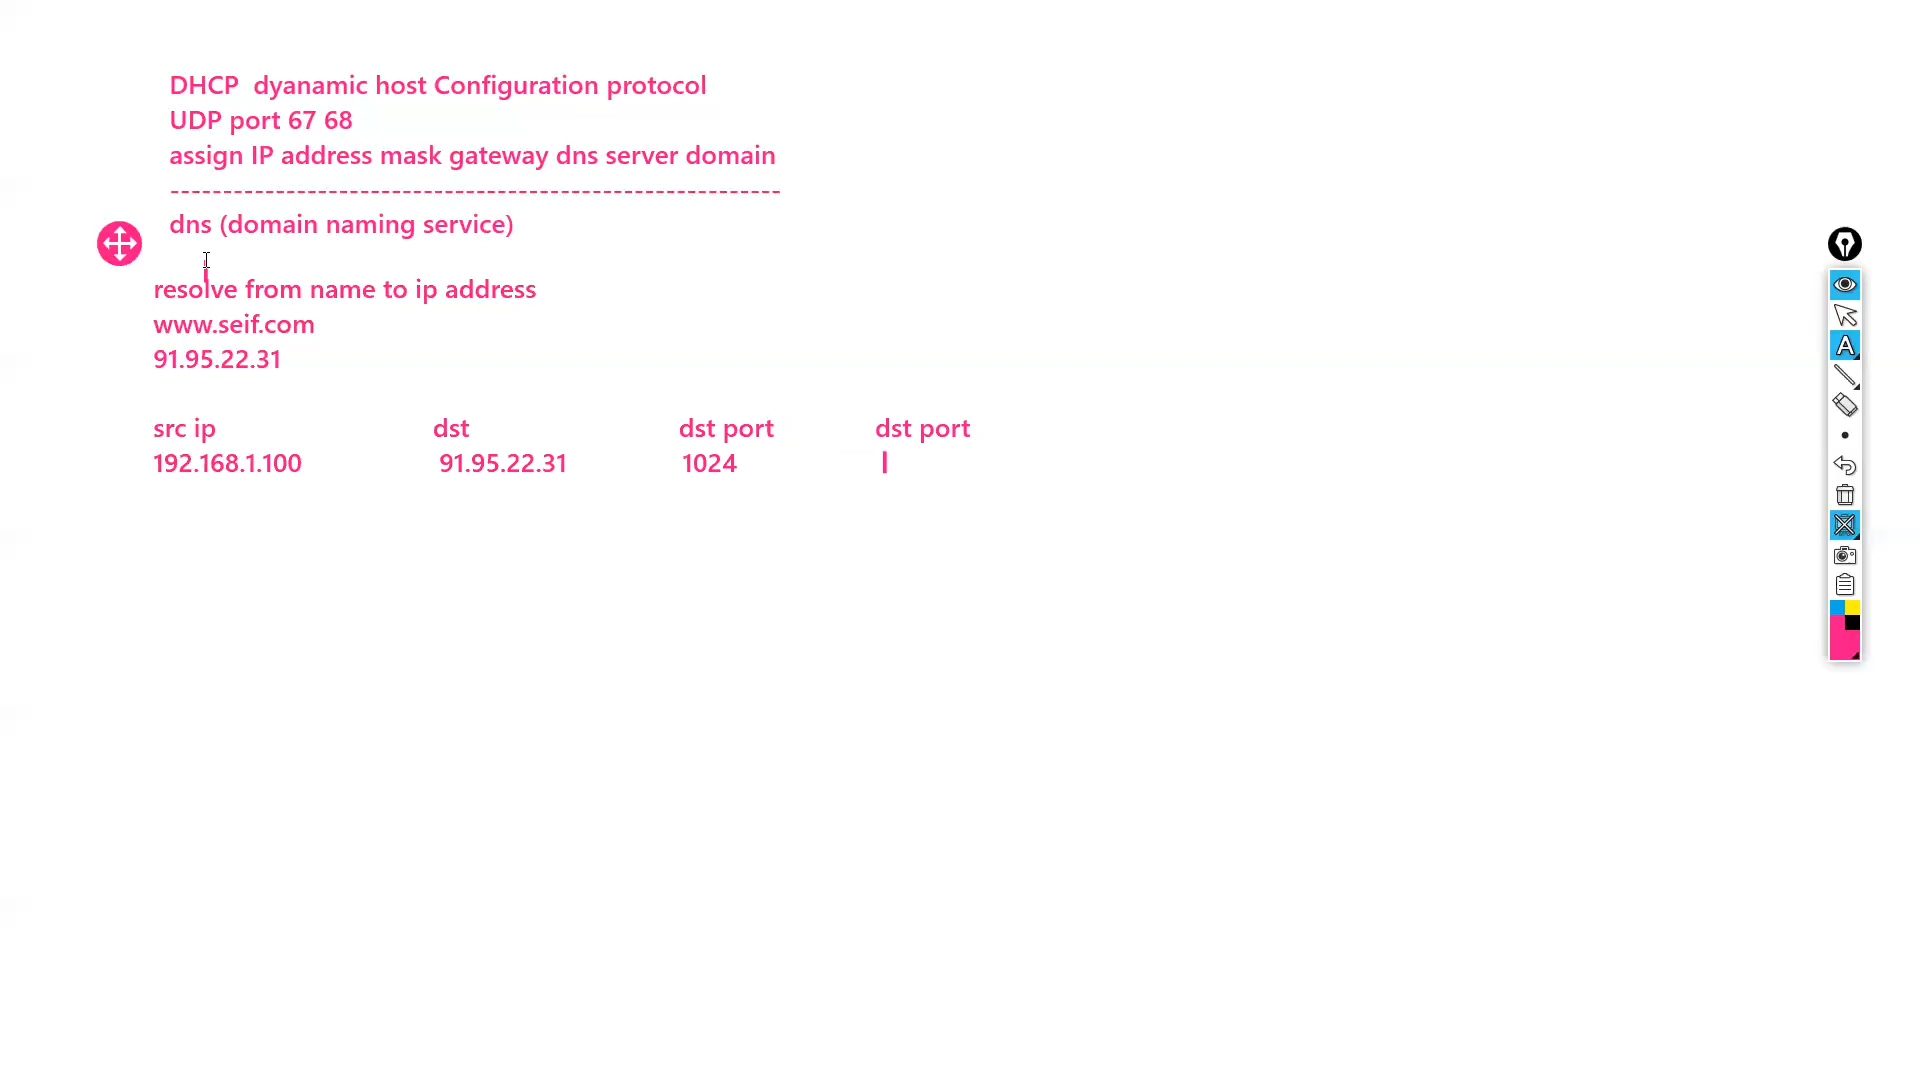 DHCP  dyanamic host Configuration protocol
UDP port 67 68
assign IP address mask gateway dns server domain
----------------------------------------------------------
dns (domain naming service)
resolve from name to ip address
www.seif.com
91.95.22.31
src ip dst dst port dst port
192.168.1.100 91.95.22.31 1024